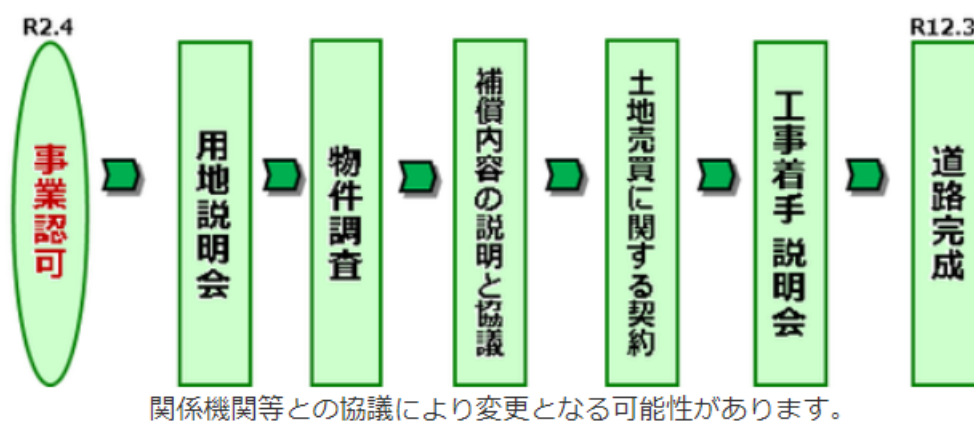 R2.4
事業認可
用地説明会
物件調査
補償内容の説明と協議
土地売買に関する契約
工事着手 説明会
R12.3
道路完成
関係機関等との協議により変更となる可能性があります。